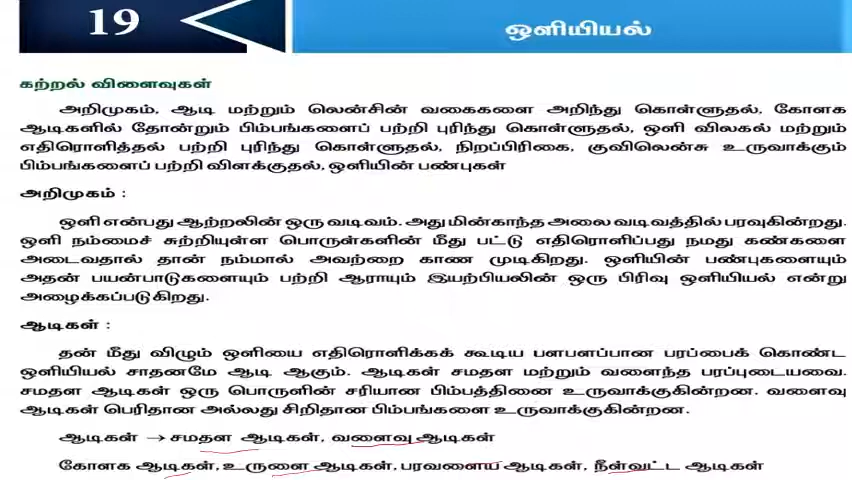 19
ஒளியியல்
கற்றல் விளைவுகள்
அறிமுகம், ஆடி மற்றும் லென்சின் வகைகளை அறிந்து கொள்ளுதல், கோளக
ஆடிகளில் தோன்றும் பிம்பங்களைப் பற்றி புரிந்து கொள்ளுதல், ஒளி விலகல் மற்றும்
எதிரொளித்தல் பற்றி புரிந்து கொள்ளுதல், நிறப்பிரிகை, குவிலென்சு உருவாக்கும்
பிம்பங்களைப் பற்றி விளக்குதல், ஒளியின் பண்புகள்
அறிமுகம் :
ஒளி என்பது ஆற்றலின் ஒரு வடிவம். அது மின்காந்த அலை வடிவத்தில் பரவுகின்றது.
ஒளி நம்மைச் சுற்றியுள்ள பொருள்களின் மீது பட்டு எதிரொளிப்பது நமது கண்களை
அடைவதால் தான் நம்மால் அவற்றை காண முடிகிறது. ஒளியின் பண்புகளையும்
அதன் பயன்பாடுகளையும் பற்றி ஆராயும் இயற்பியலின் ஒரு பிரிவு ஒளியியல் என்று
அழைக்கப்படுகிறது.
ஆடிகள் :
தன் மீது விழும் ஒளியை எதிரொளிக்கக் கூடிய பளபளப்பான பரப்பைக் கொண்ட
ஒளியியல் சாதனமே ஆடி ஆகும். ஆடிகள் சமதள மற்றும் வளைந்த பரப்புடையவை.
சமதள ஆடிகள் ஒரு பொருளின் சரியான பிம்பத்தினை உருவாக்குகின்றன. வளைவு
ஆடிகள் பெரிதான அல்லது சிறிதான பிம்பங்களை உருவாக்குகின்றன.
ஆடிகள் → சமதள ஆடிகள், வளைவு ஆடிகள்
கோளக ஆடிகள், உருளை ஆடிகள், பரவளைய ஆடிகள், நீள்வட்ட ஆடிகள்